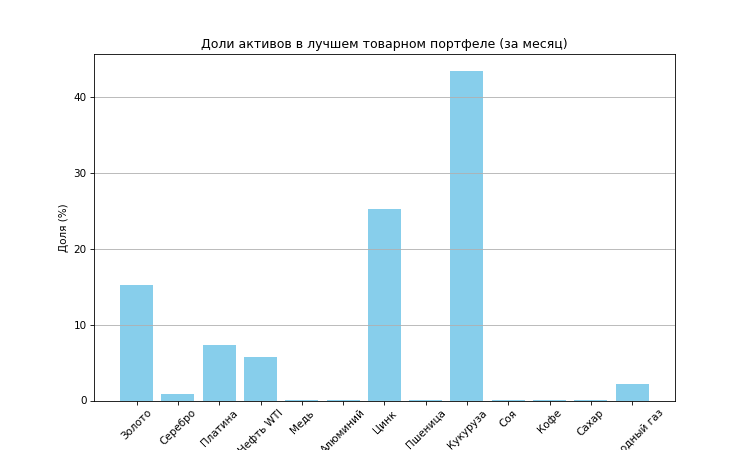 Доли активов в лучшем товарном портфеле (за месяц)
Доля (%)
40
30
20
10
0
Золото
Серебро
Платина
Нефть WTI
Медь
Алюминий
Цинк
Пшеница
Кукуруза
Соя
Кофе
Сахар
газ